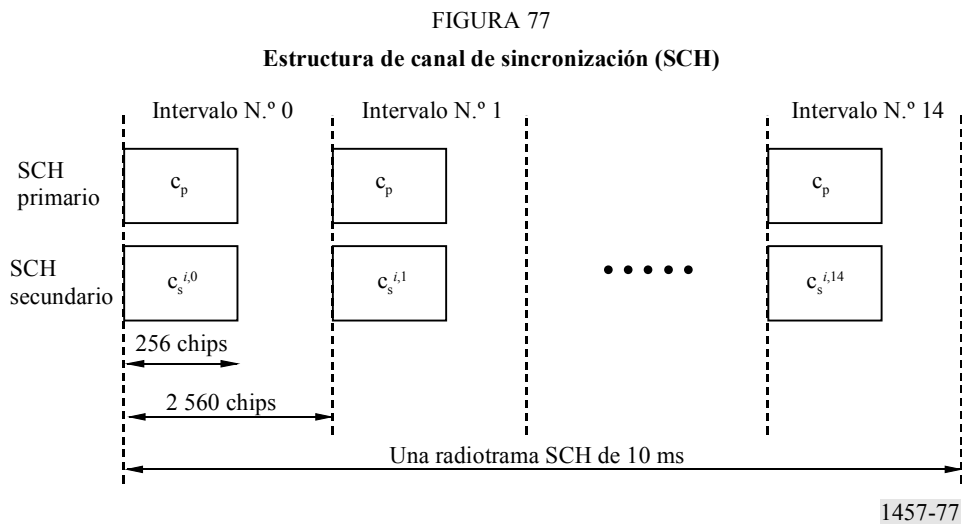 FIGURA 77
Estructura de canal de sincronización (SCH)
Intervalo N.º 0
Intervalo N.º 1
Intervalo N.º 14
SCH primario
c_p
c_p
c_p
SCH secundario
c_s^{i,0}
c_s^{i,1}
c_s^{i,14}
256 chips
2 560 chips
Una radiotrama SCH de 10 ms
1457-77